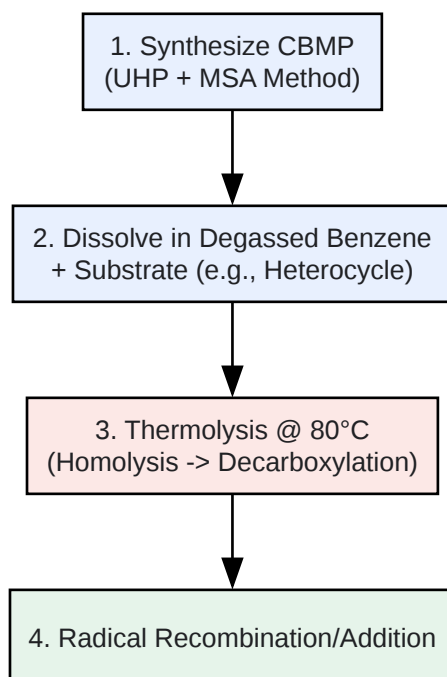 1. Synthesize CBMP
(UHP + MSA Method)
2. Dissolve in Degassed Benzene
+ Substrate (e.g., Heterocycle)
3. Thermolysis @ 80°C
(Homolysis -> Decarboxylation)
4. Radical Recombination/Addition